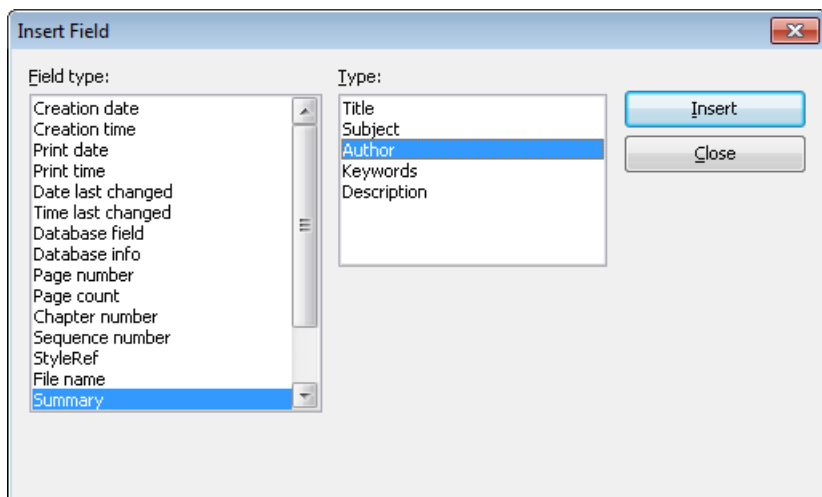 Insert Field
Field type:
Creation date
Creation time
Print date
Print time
Date last changed
Time last changed
Database field
Database info
Page number
Page count
Chapter number
Sequence number
StyleRef
File name
Summary
Type:
Title
Subject
Author
Keywords
Description
Insert
Close